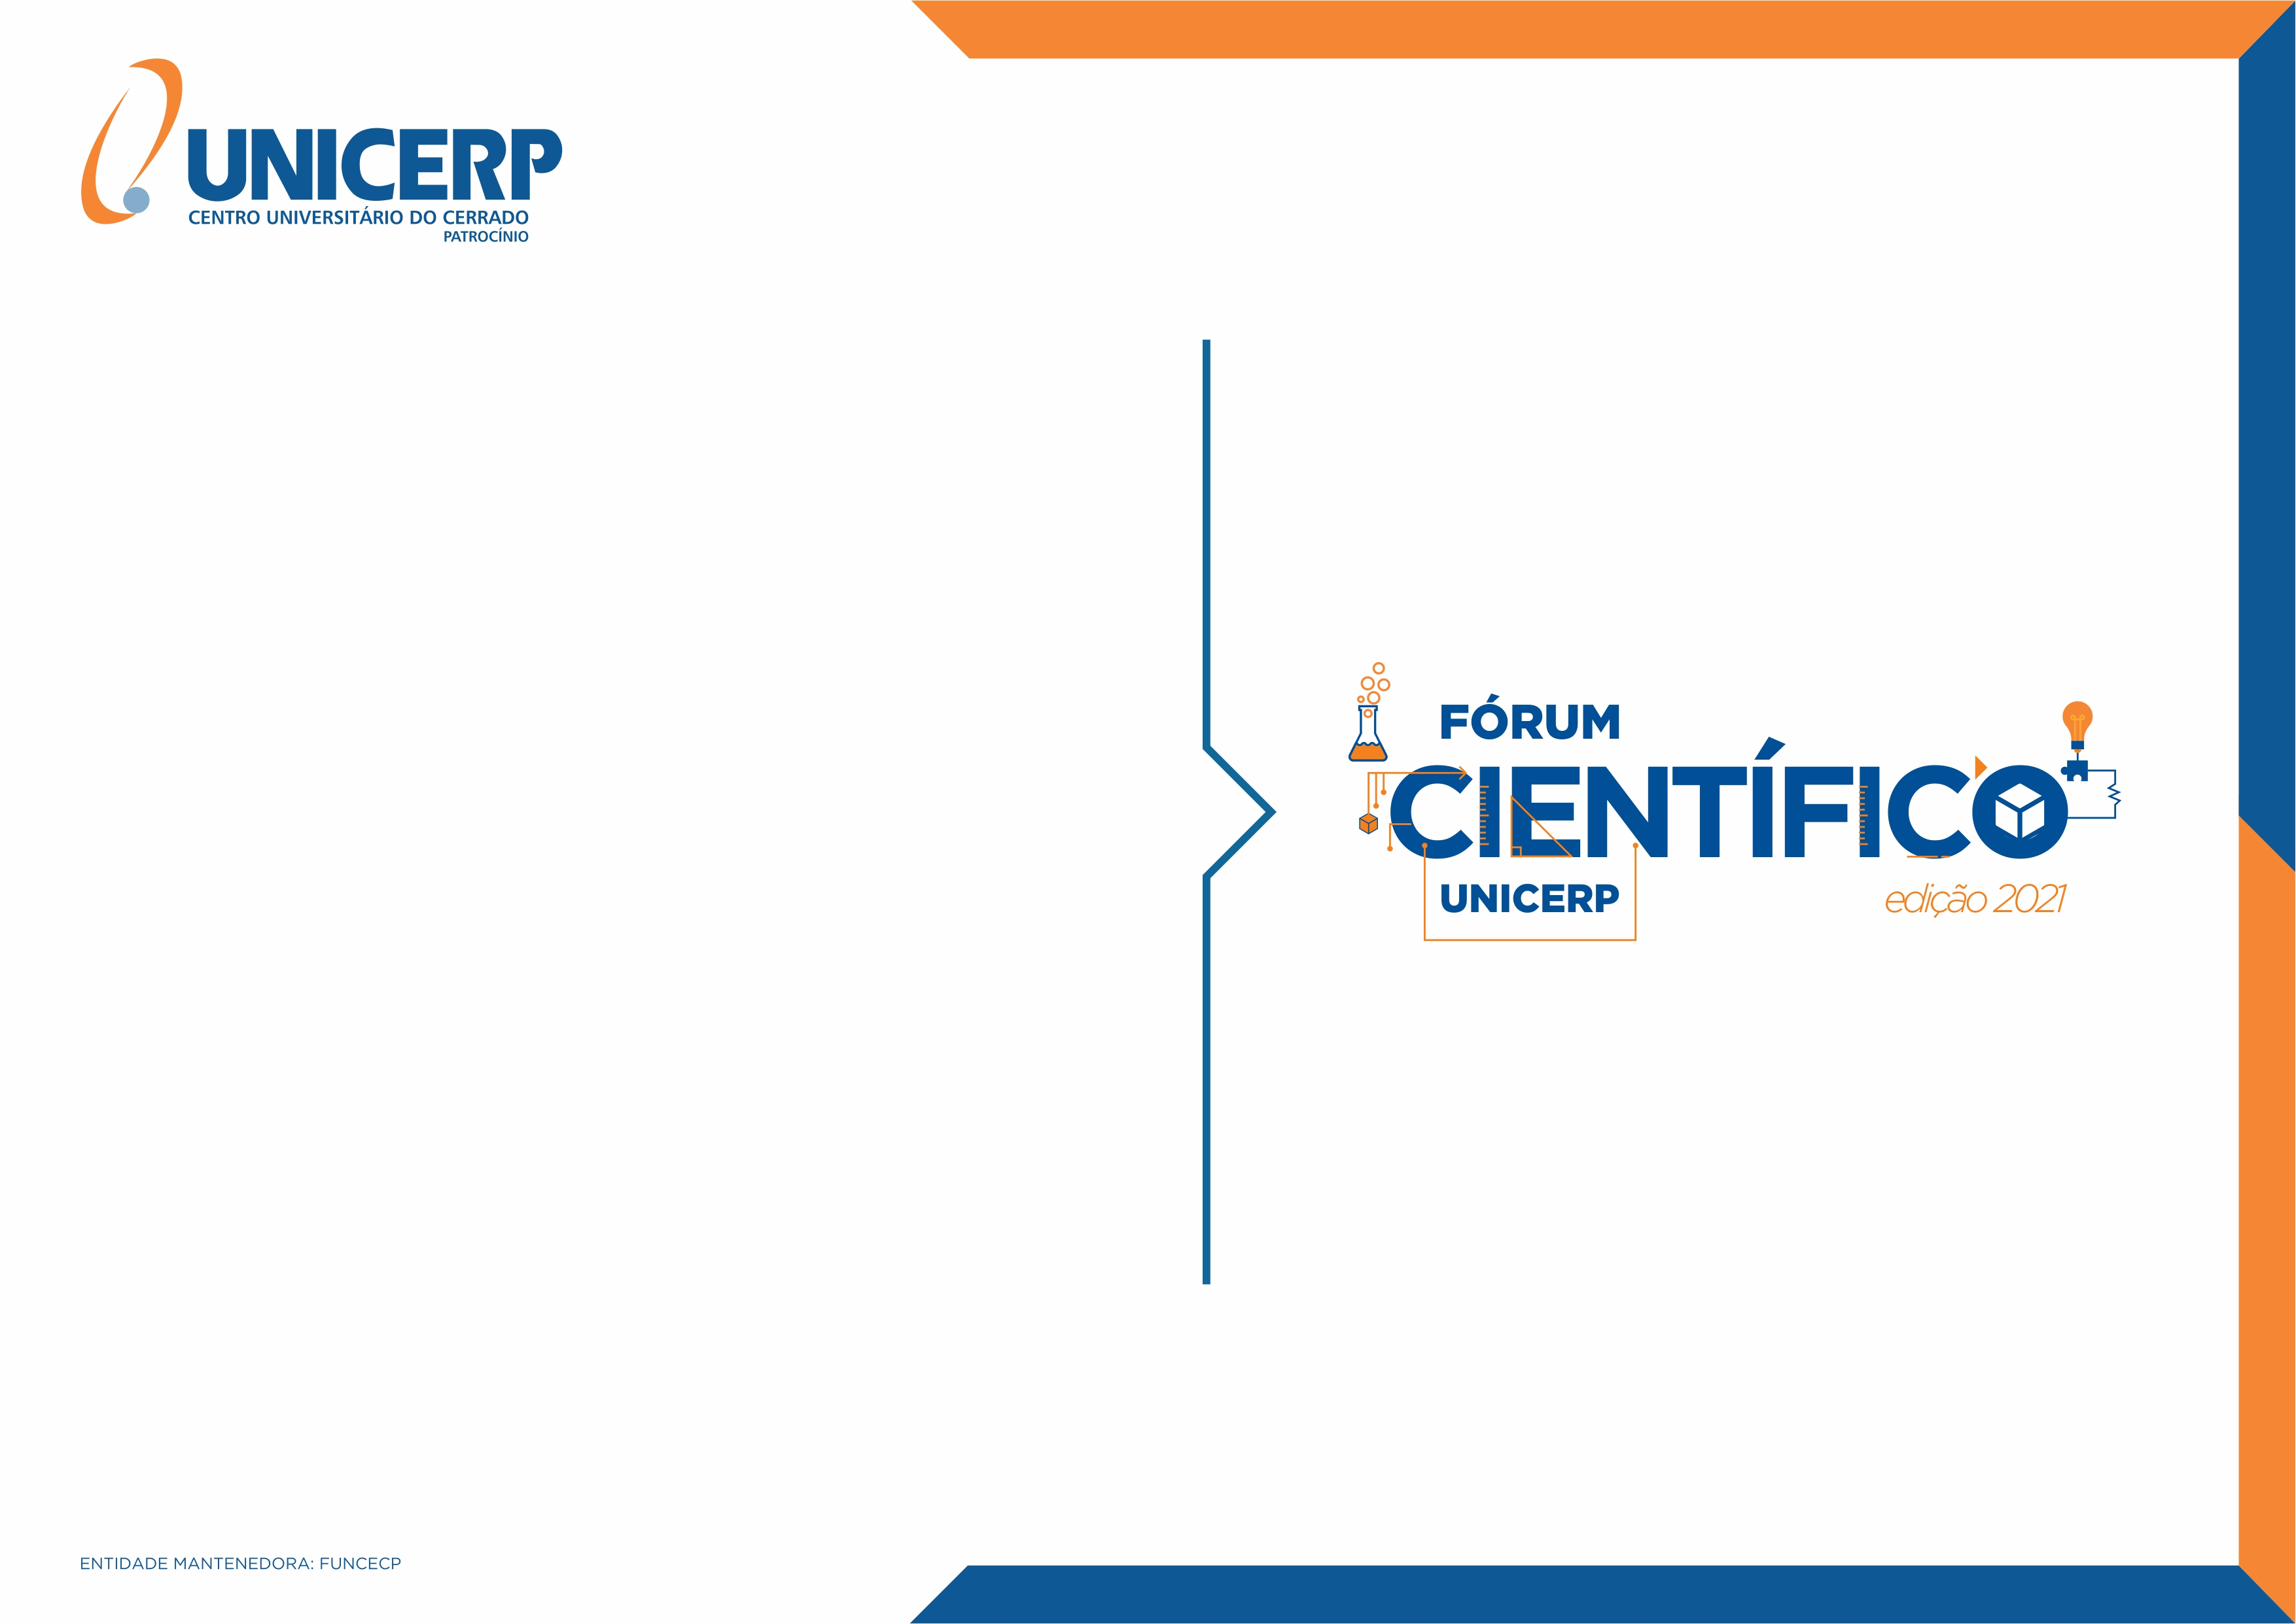 UNICERP
CENTRO UNIVERSITÁRIO DO CERRADO
PATROCÍNIO
FÓRUM
CIENTÍFICO
UNICERP
edição 2021
ENTIDADE MANTENEDORA: FUNCECP